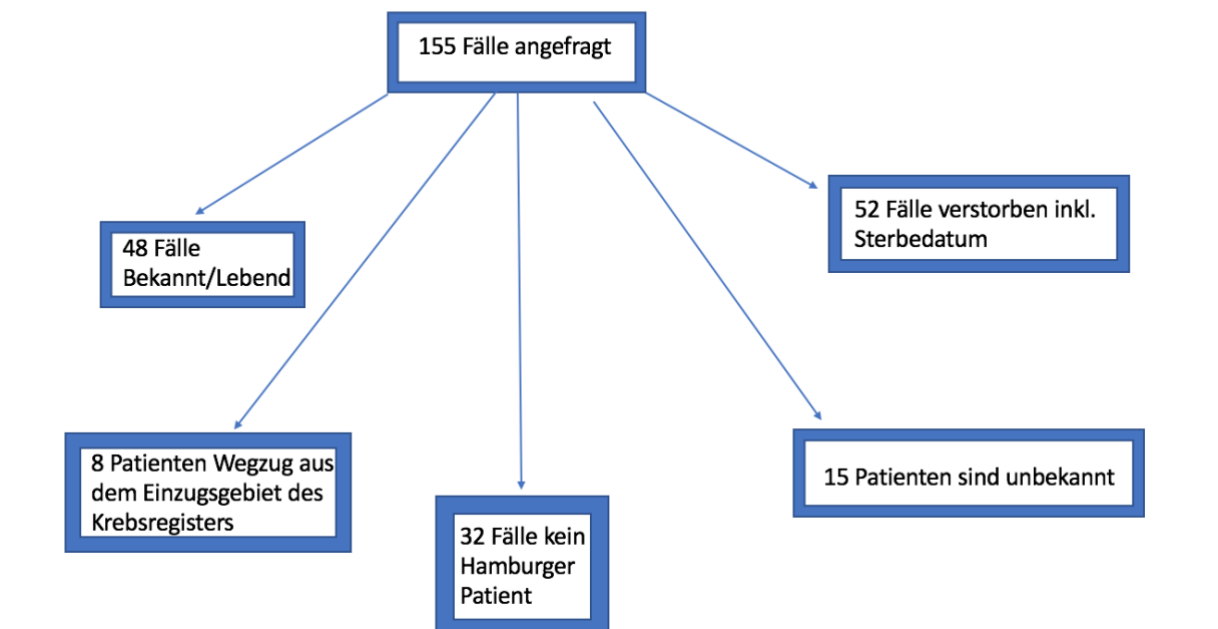 155 Fälle angefragt
52 Fälle verstorben inkl.
Sterbedatum
48 Fälle
Bekannt/Lebend
8 Patienten Wegzug aus
dem Einzugsgebiet des
Krebsregisters
15 Patienten sind unbekannt
32 Fälle kein
Hamburger
Patient